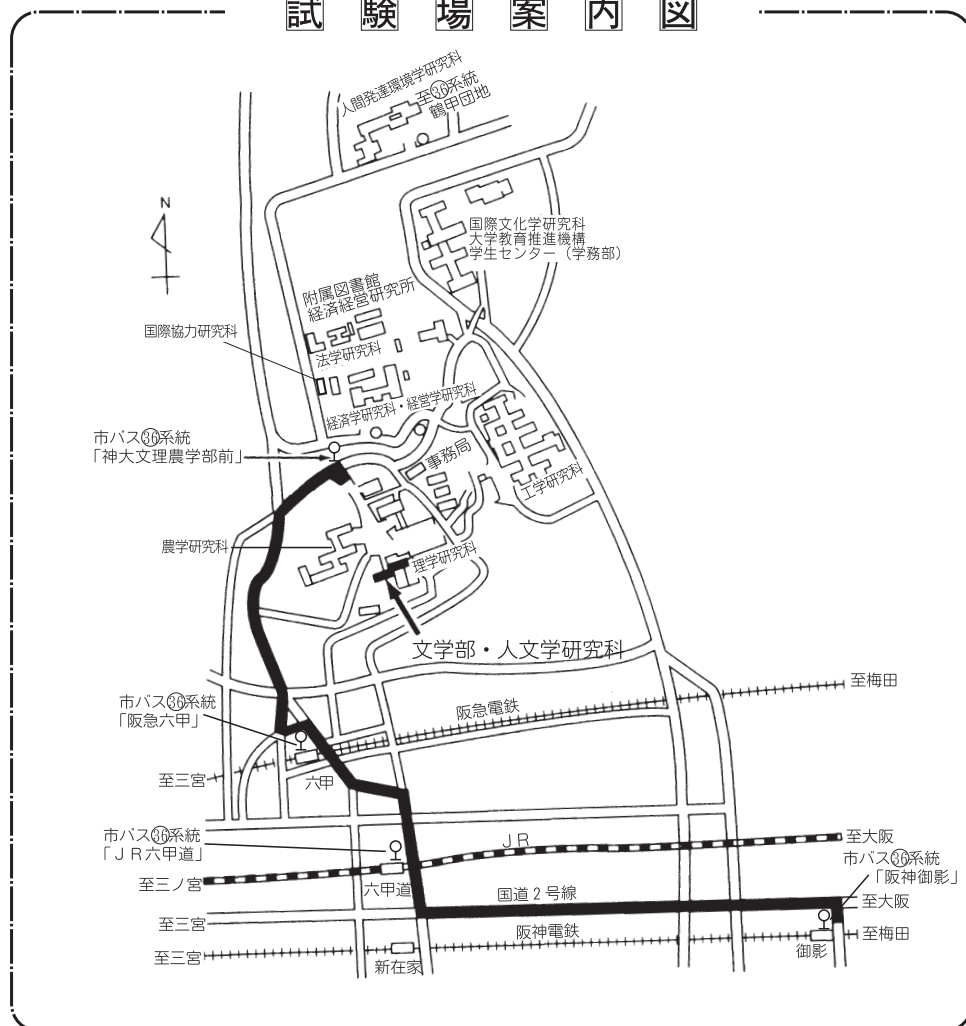 試験場案内図
人間発達環境学研究科
至㊱系統
鶴甲団地
N
国際文化学研究科
大学教育推進機構
学生センター（学務部）
附属図書館
経済経営研究所
国際協力研究科
法学研究科
経済学研究科・経営学研究科
市バス㊱系統
「神大文理農学部前」
事務局
工学研究科
農学研究科
理学研究科
文学部・人文学研究科
至梅田
市バス㊱系統
「阪急六甲」
阪急電鉄
至三宮
六甲
市バス㊱系統
「ＪＲ六甲道」
ＪＲ
至大阪
市バス㊱系統
「阪神御影」
至三ノ宮
六甲道
国道２号線
至大阪
至三宮
阪神電鉄
至梅田
御影
至三宮
新在家